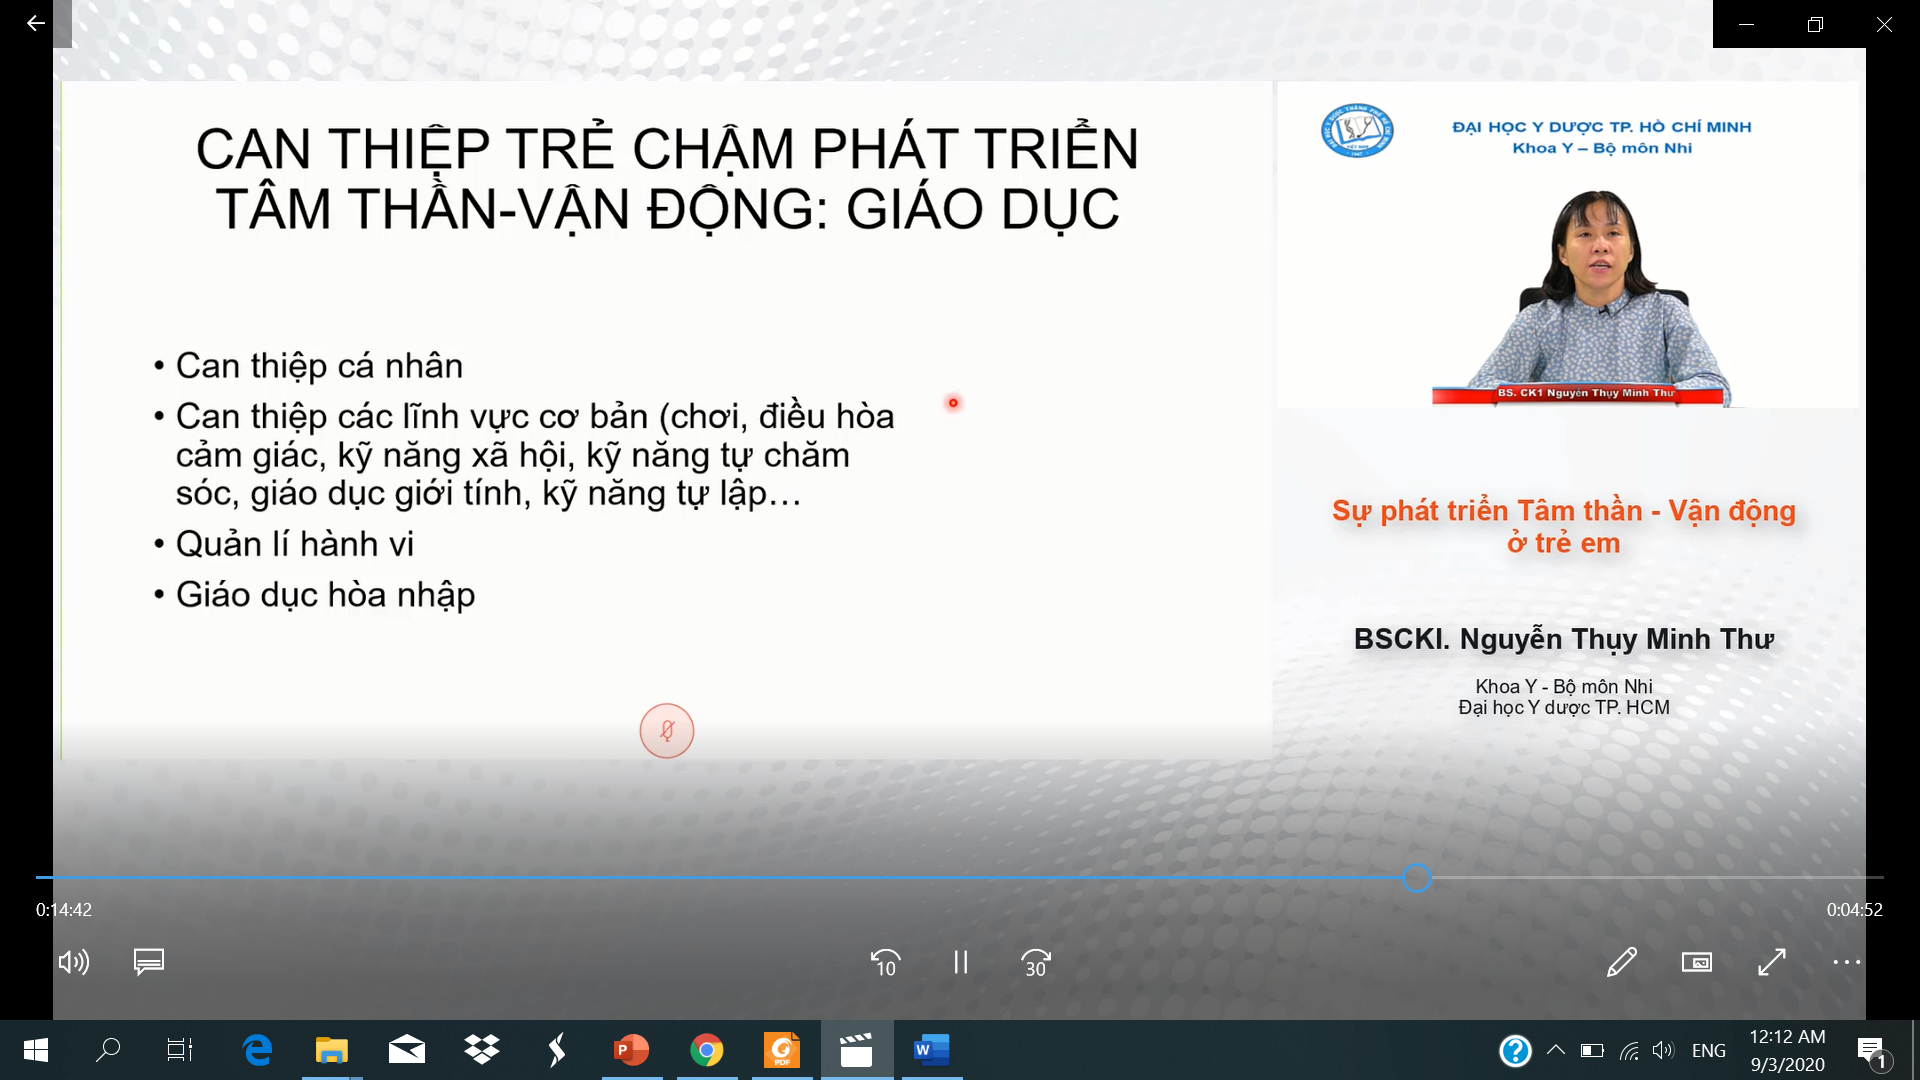 CAN THIỆP TRẺ CHẬM PHÁT TRIỂN
TÂM THẦN-VẬN ĐỘNG: GIÁO DỤC
• Can thiệp cá nhân
• Can thiệp các lĩnh vực cơ bản (chơi, điều hòa
cảm giác, kỹ năng xã hội, kỹ năng tự chăm
sóc, giáo dục giới tính, kỹ năng tự lập…
• Quản lí hành vi
• Giáo dục hòa nhập
ĐẠI HỌC Y DƯỢC TP. HỒ CHÍ MINH
Khoa Y – Bộ môn Nhi
BS. CK1 Nguyễn Thụy Minh Thư
Sự phát triển Tâm thần - Vận động
ở trẻ em
BSCKI. Nguyễn Thụy Minh Thư
Khoa Y - Bộ môn Nhi
Đại học Y dược TP. HCM
0:14:42
0:04:52
10
30
P
PDF
W
ENG
12:12 AM
9/3/2020
1